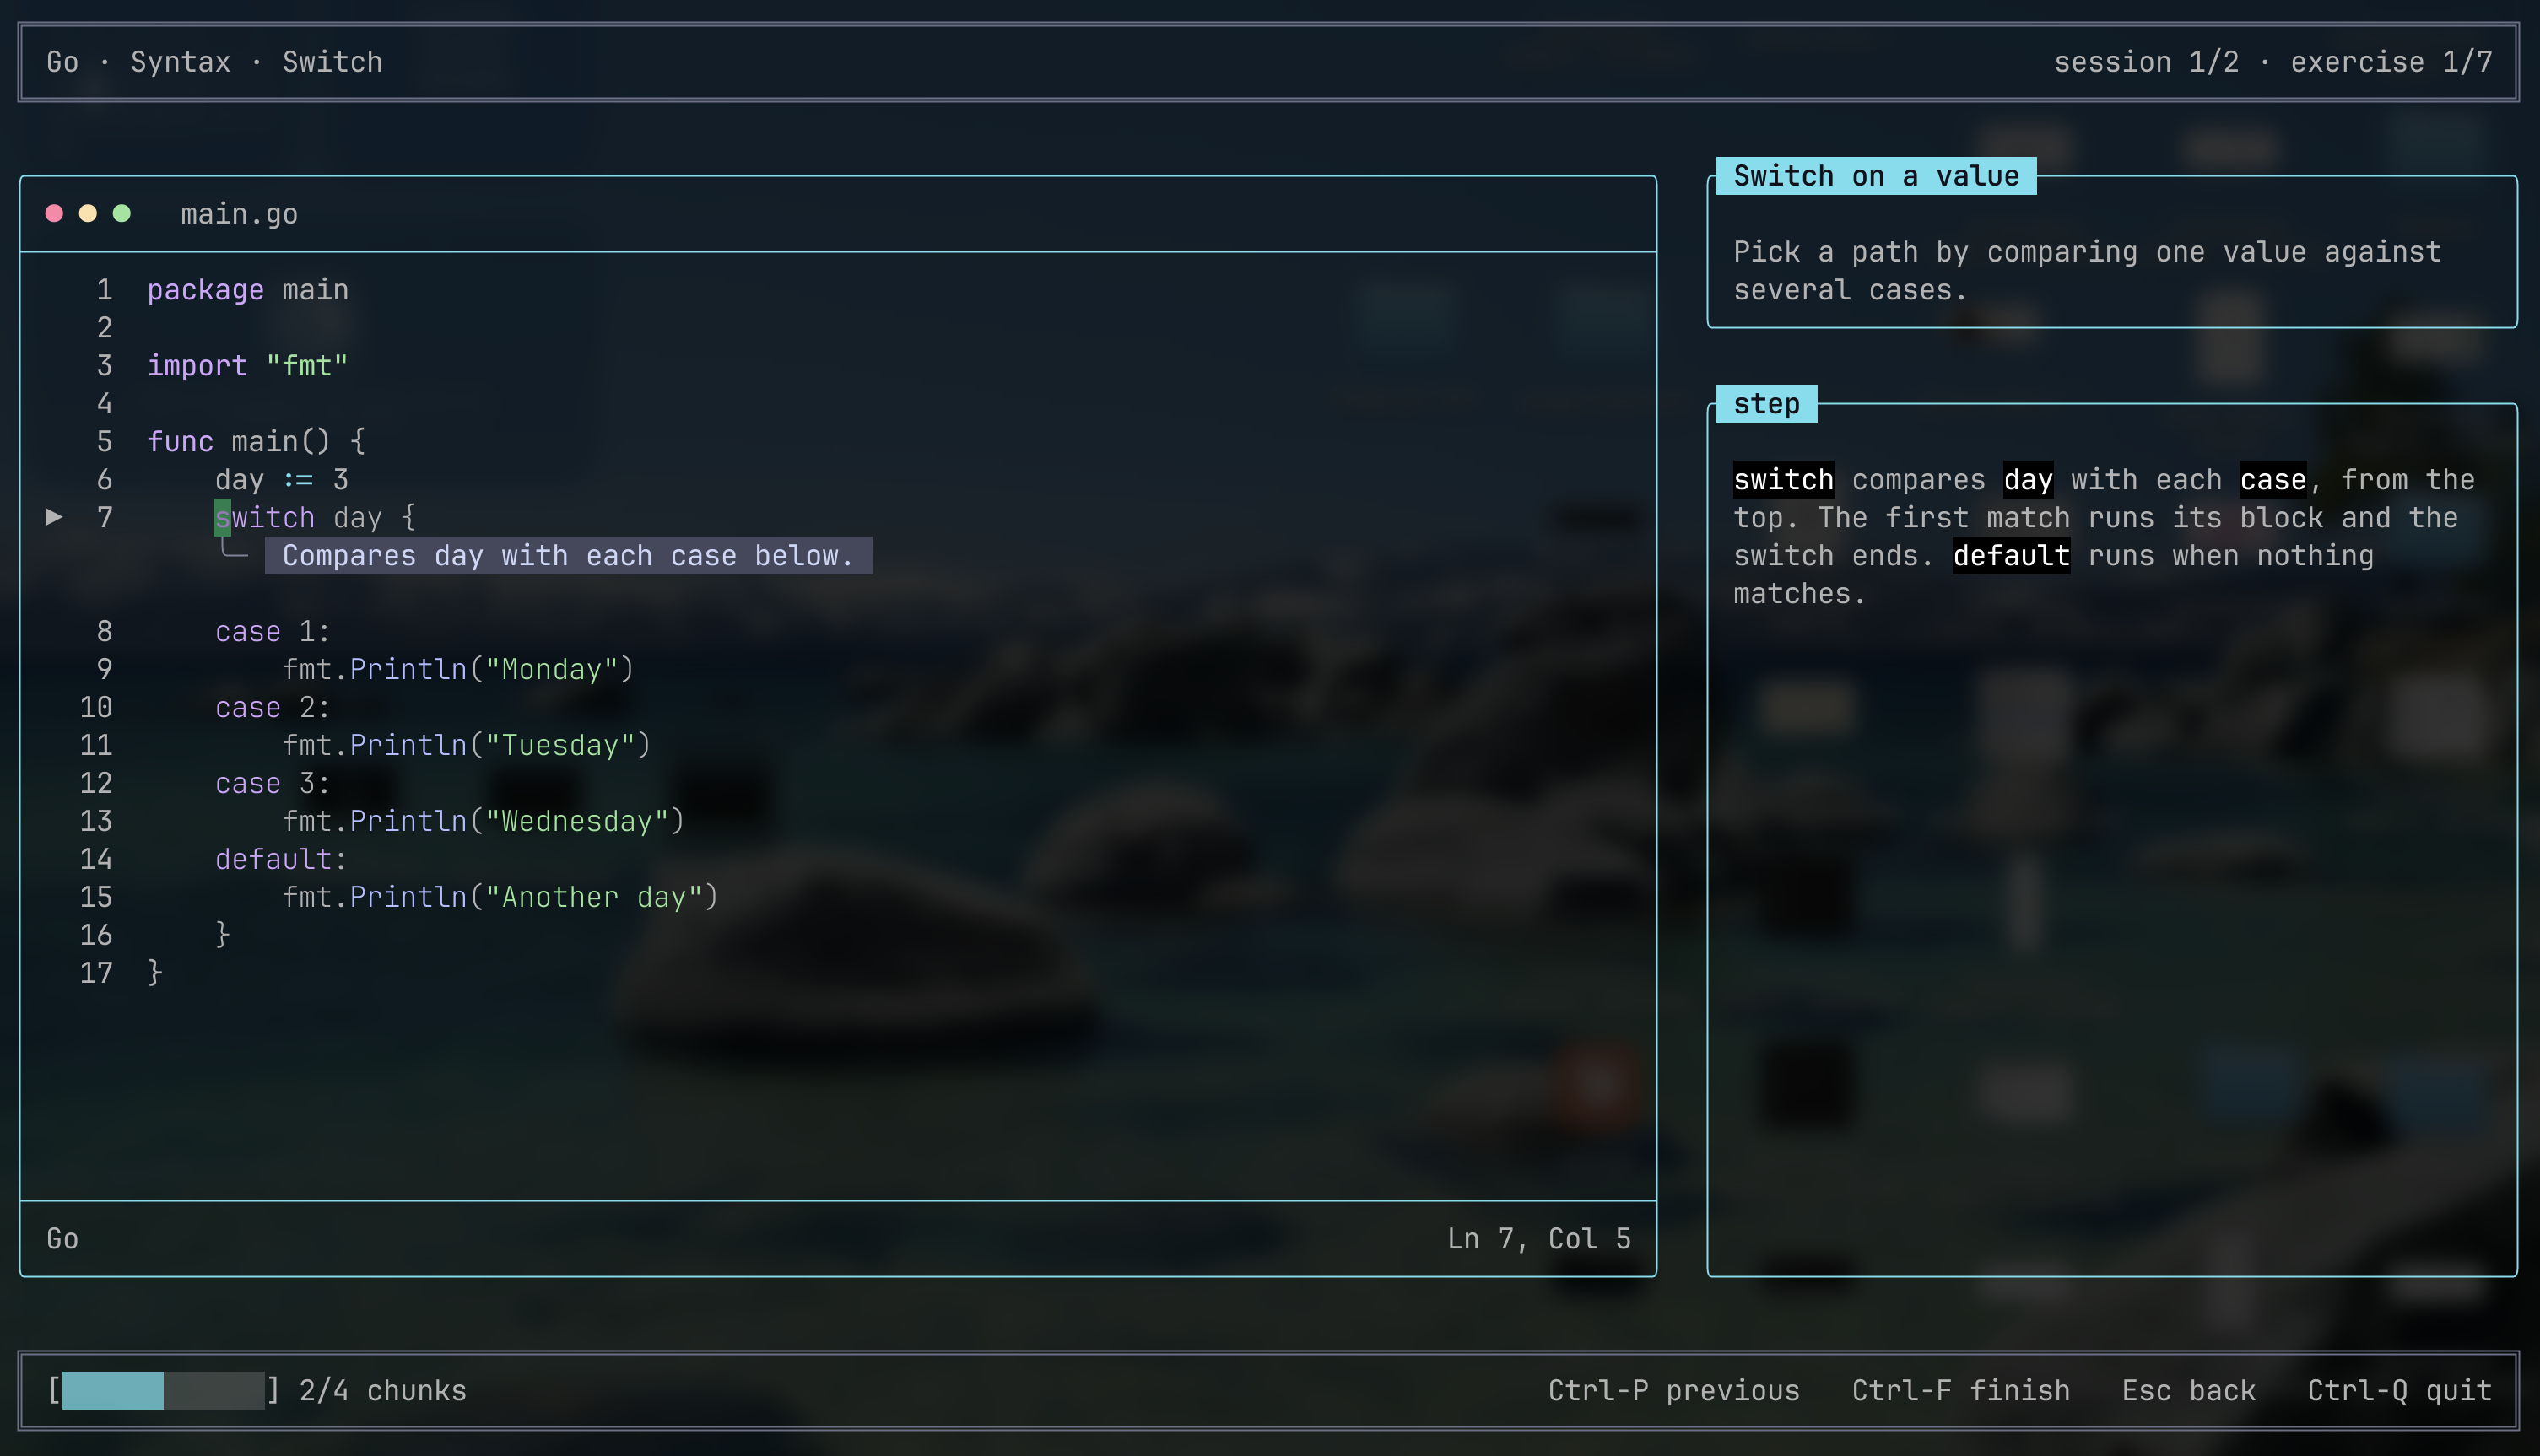 Go · Syntax · Switch
session 1/2 · exercise 1/7
main.go
1 package main
2
3 import "fmt"
4
5 func main() {
6     day := 3
7     switch day {
Compares day with each case below.
8     case 1:
9         fmt.Println("Monday")
10     case 2:
11         fmt.Println("Tuesday")
12     case 3:
13         fmt.Println("Wednesday")
14     default:
15         fmt.Println("Another day")
16     }
17 }
Go
Ln 7, Col 5
Switch on a value
Pick a path by comparing one value against
several cases.
step
switch compares day with each case, from the
top. The first match runs its block and the
switch ends. default runs when nothing
matches.
[ ] 2/4 chunks
Ctrl-P previous   Ctrl-F finish   Esc back   Ctrl-Q quit